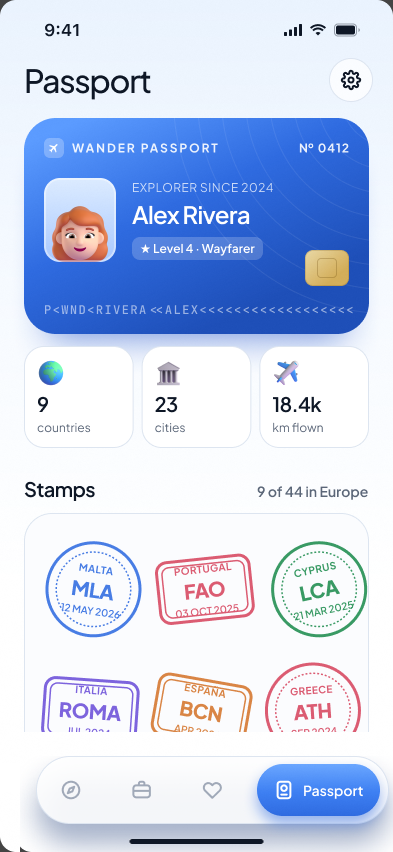 9:41
Passport
WANDER PASSPORT
Nº 0412
EXPLORER SINCE 2024
Alex Rivera
★ Level 4 · Wayfarer
P<WND<RIVERA<<ALEX<<<<<<<<<<<<<<<<<<
9
countries
23
cities
18.4k
km flown
Stamps
9 of 44 in Europe
MALTA
MLA
12 MAY 2026
PORTUGAL
FAO
03 OCT 2025
CYPRUS
LCA
21 MAR 2025
ITALIA
ROMA
ESPAÑA
BCN
GREECE
ATH
Passport